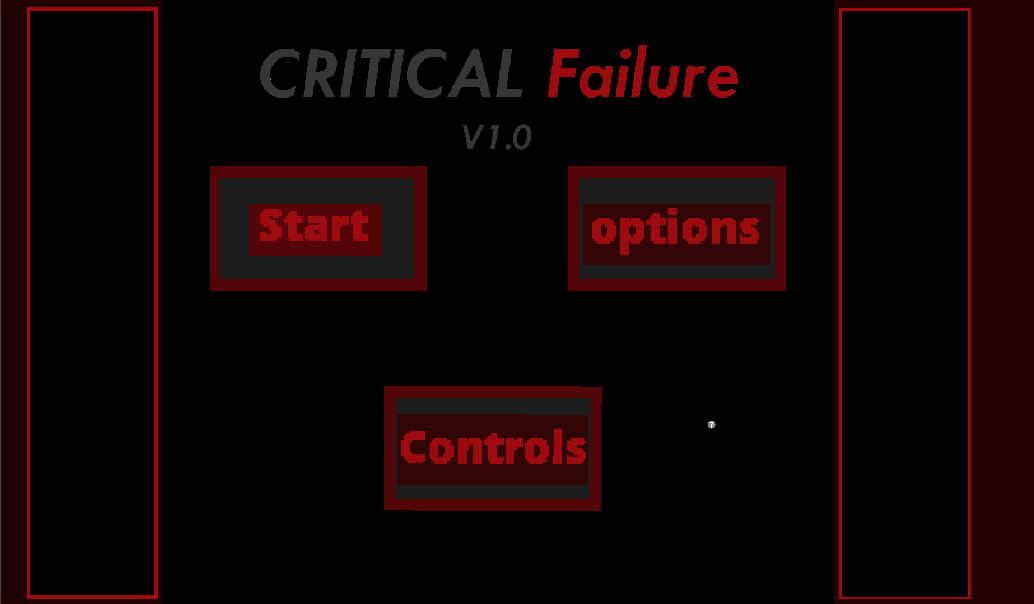 CRITICAL Failure
V1.0
Start
options
Controls